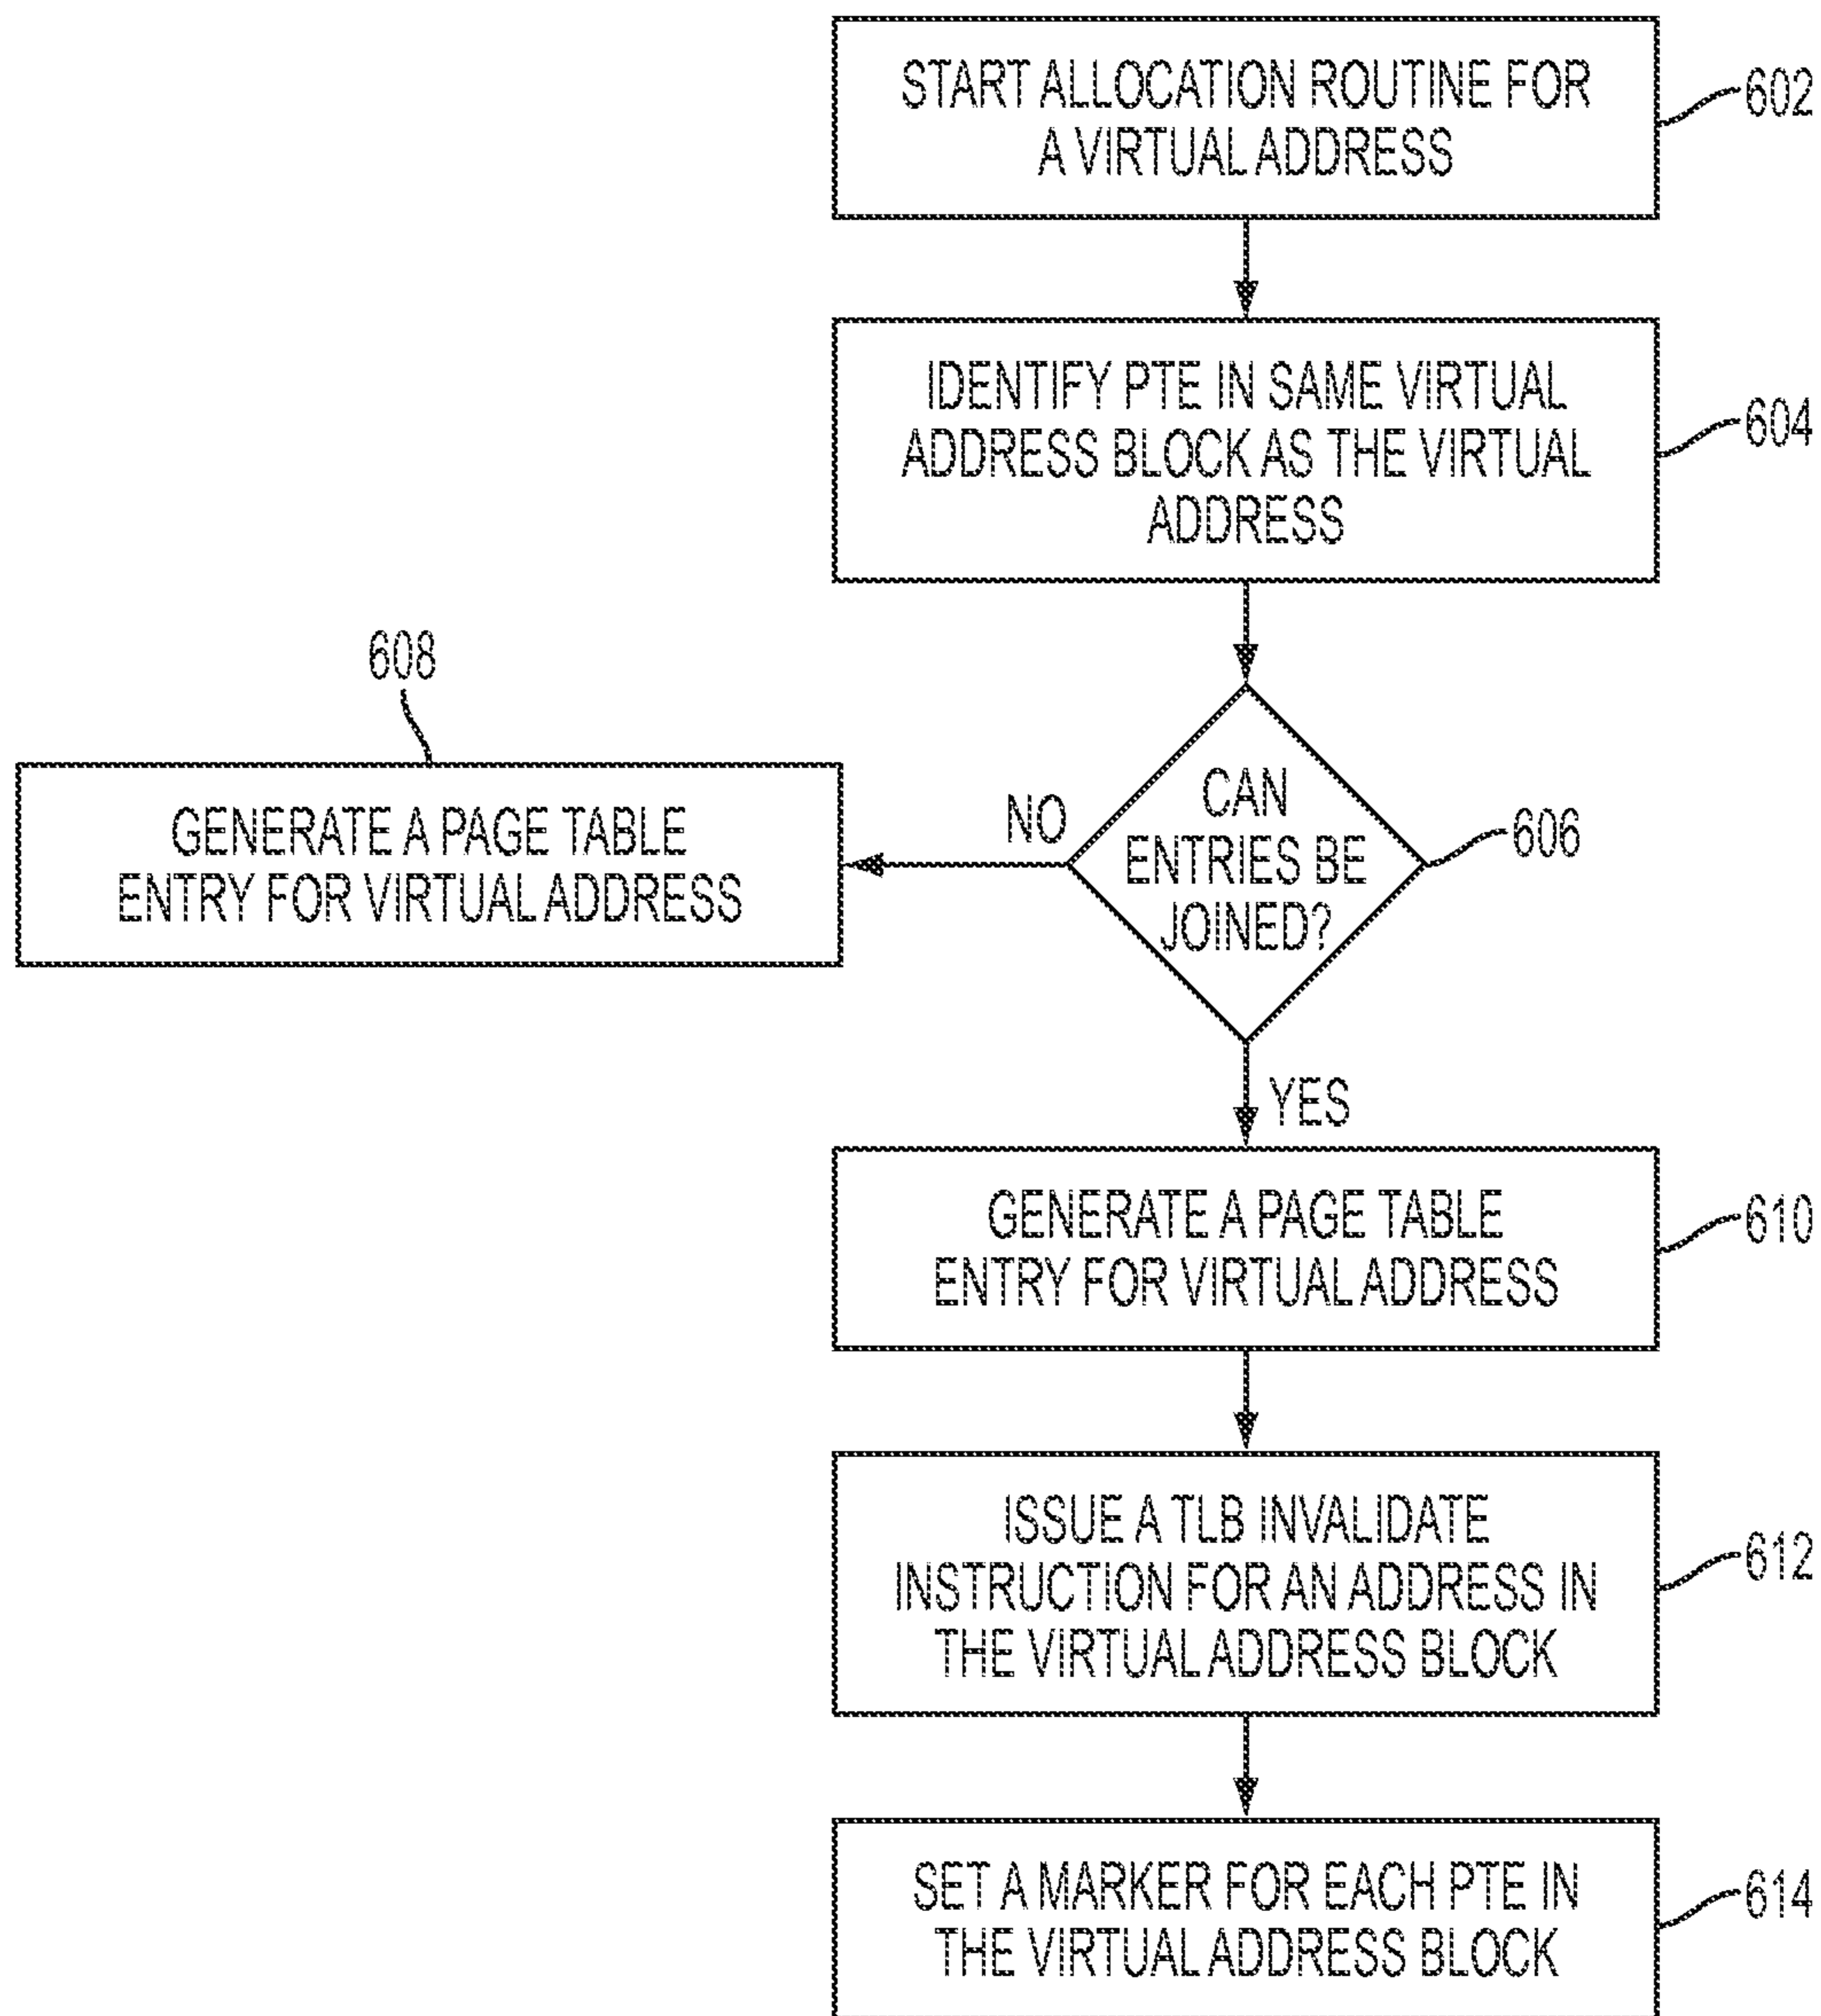 START ALLOCATION ROUTINE FOR
A VIRTUAL ADDRESS
602
IDENTIFY PTE IN SAME VIRTUAL
ADDRESS BLOCK AS THE VIRTUAL
ADDRESS
604
608
GENERATE A PAGE TABLE
ENTRY FOR VIRTUAL ADDRESS
NO
CAN
ENTRIES BE
JOINED?
606
YES
GENERATE A PAGE TABLE
ENTRY FOR VIRTUAL ADDRESS
610
ISSUE A TLB INVALIDATE
INSTRUCTION FOR AN ADDRESS IN
THE VIRTUAL ADDRESS BLOCK
612
SET A MARKER FOR EACH PTE IN
THE VIRTUAL ADDRESS BLOCK
614